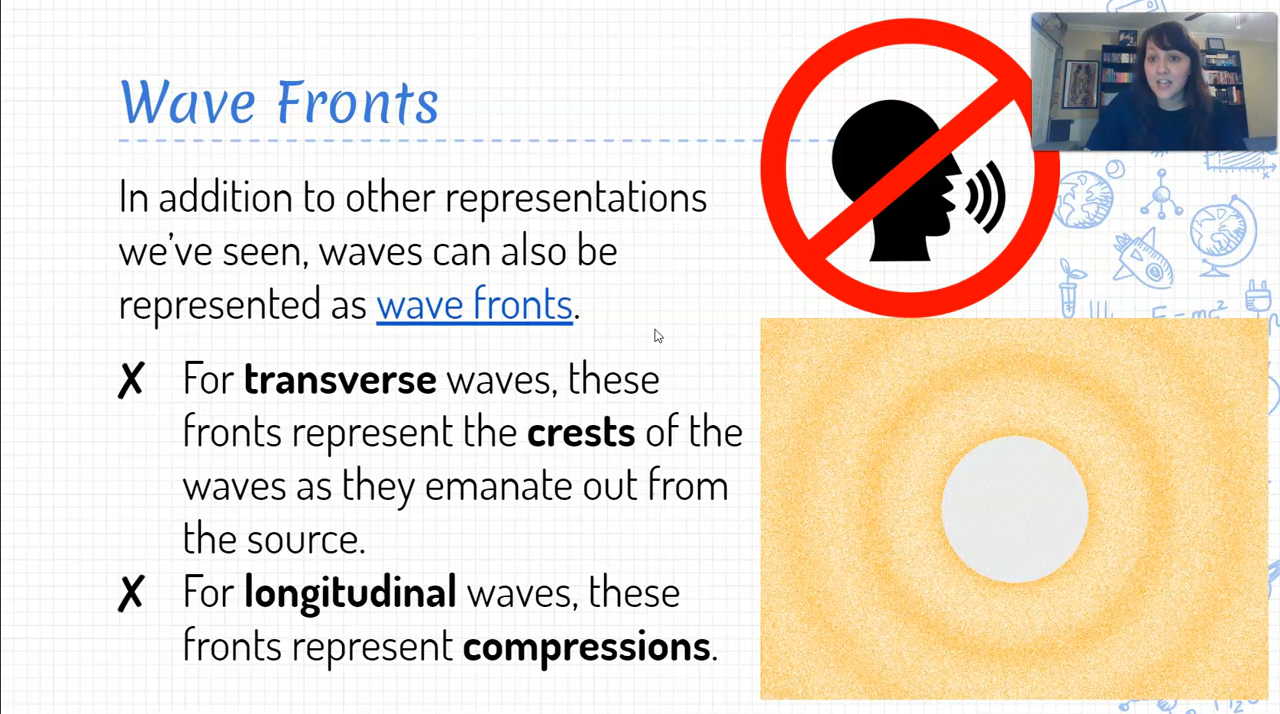 Wave Fronts
In addition to other representations
we've seen, waves can also be
represented as wave fronts.
✗ For transverse waves, these
fronts represent the crests of the
waves as they emanate out from
the source.
✗ For longitudinal waves, these
fronts represent compressions.
E = mc²